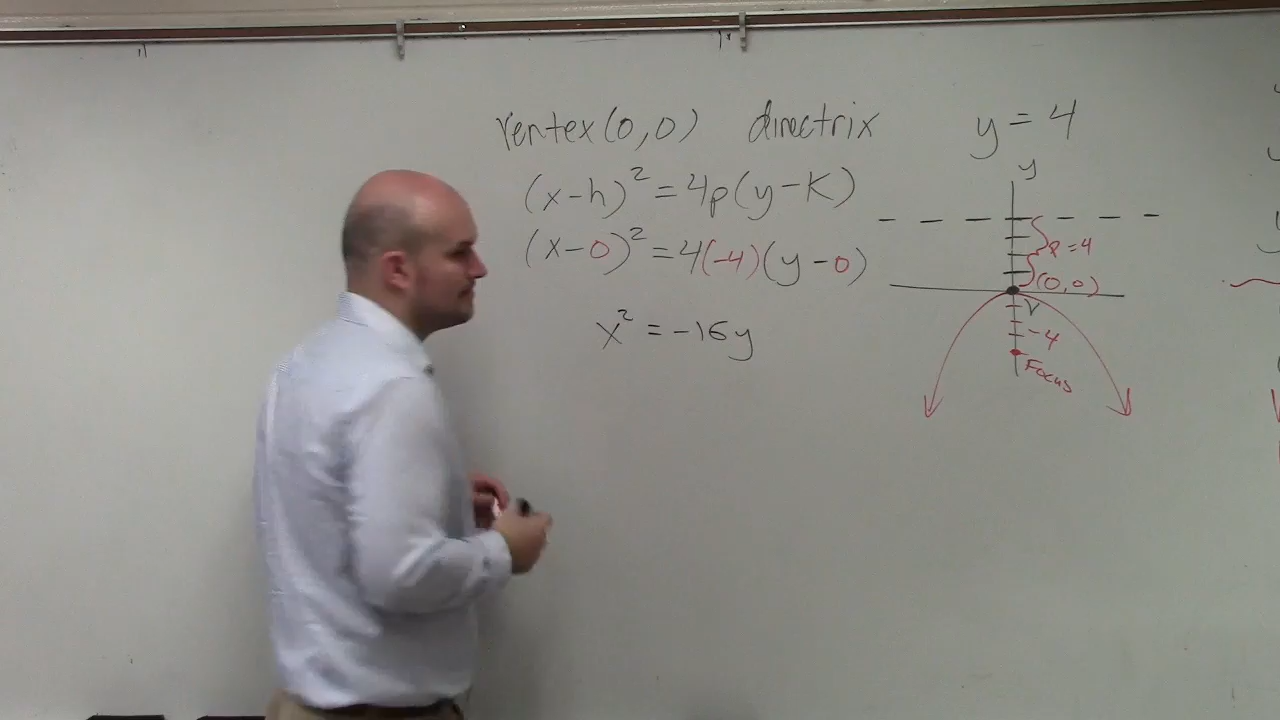 vertex (0,0) directrix y = 4
(x-h)² = 4p(y-K)
(x-0)² = 4(-4)(y-0)
x² = -16y
y
p = 4
(0,0)
V
-4
Focus